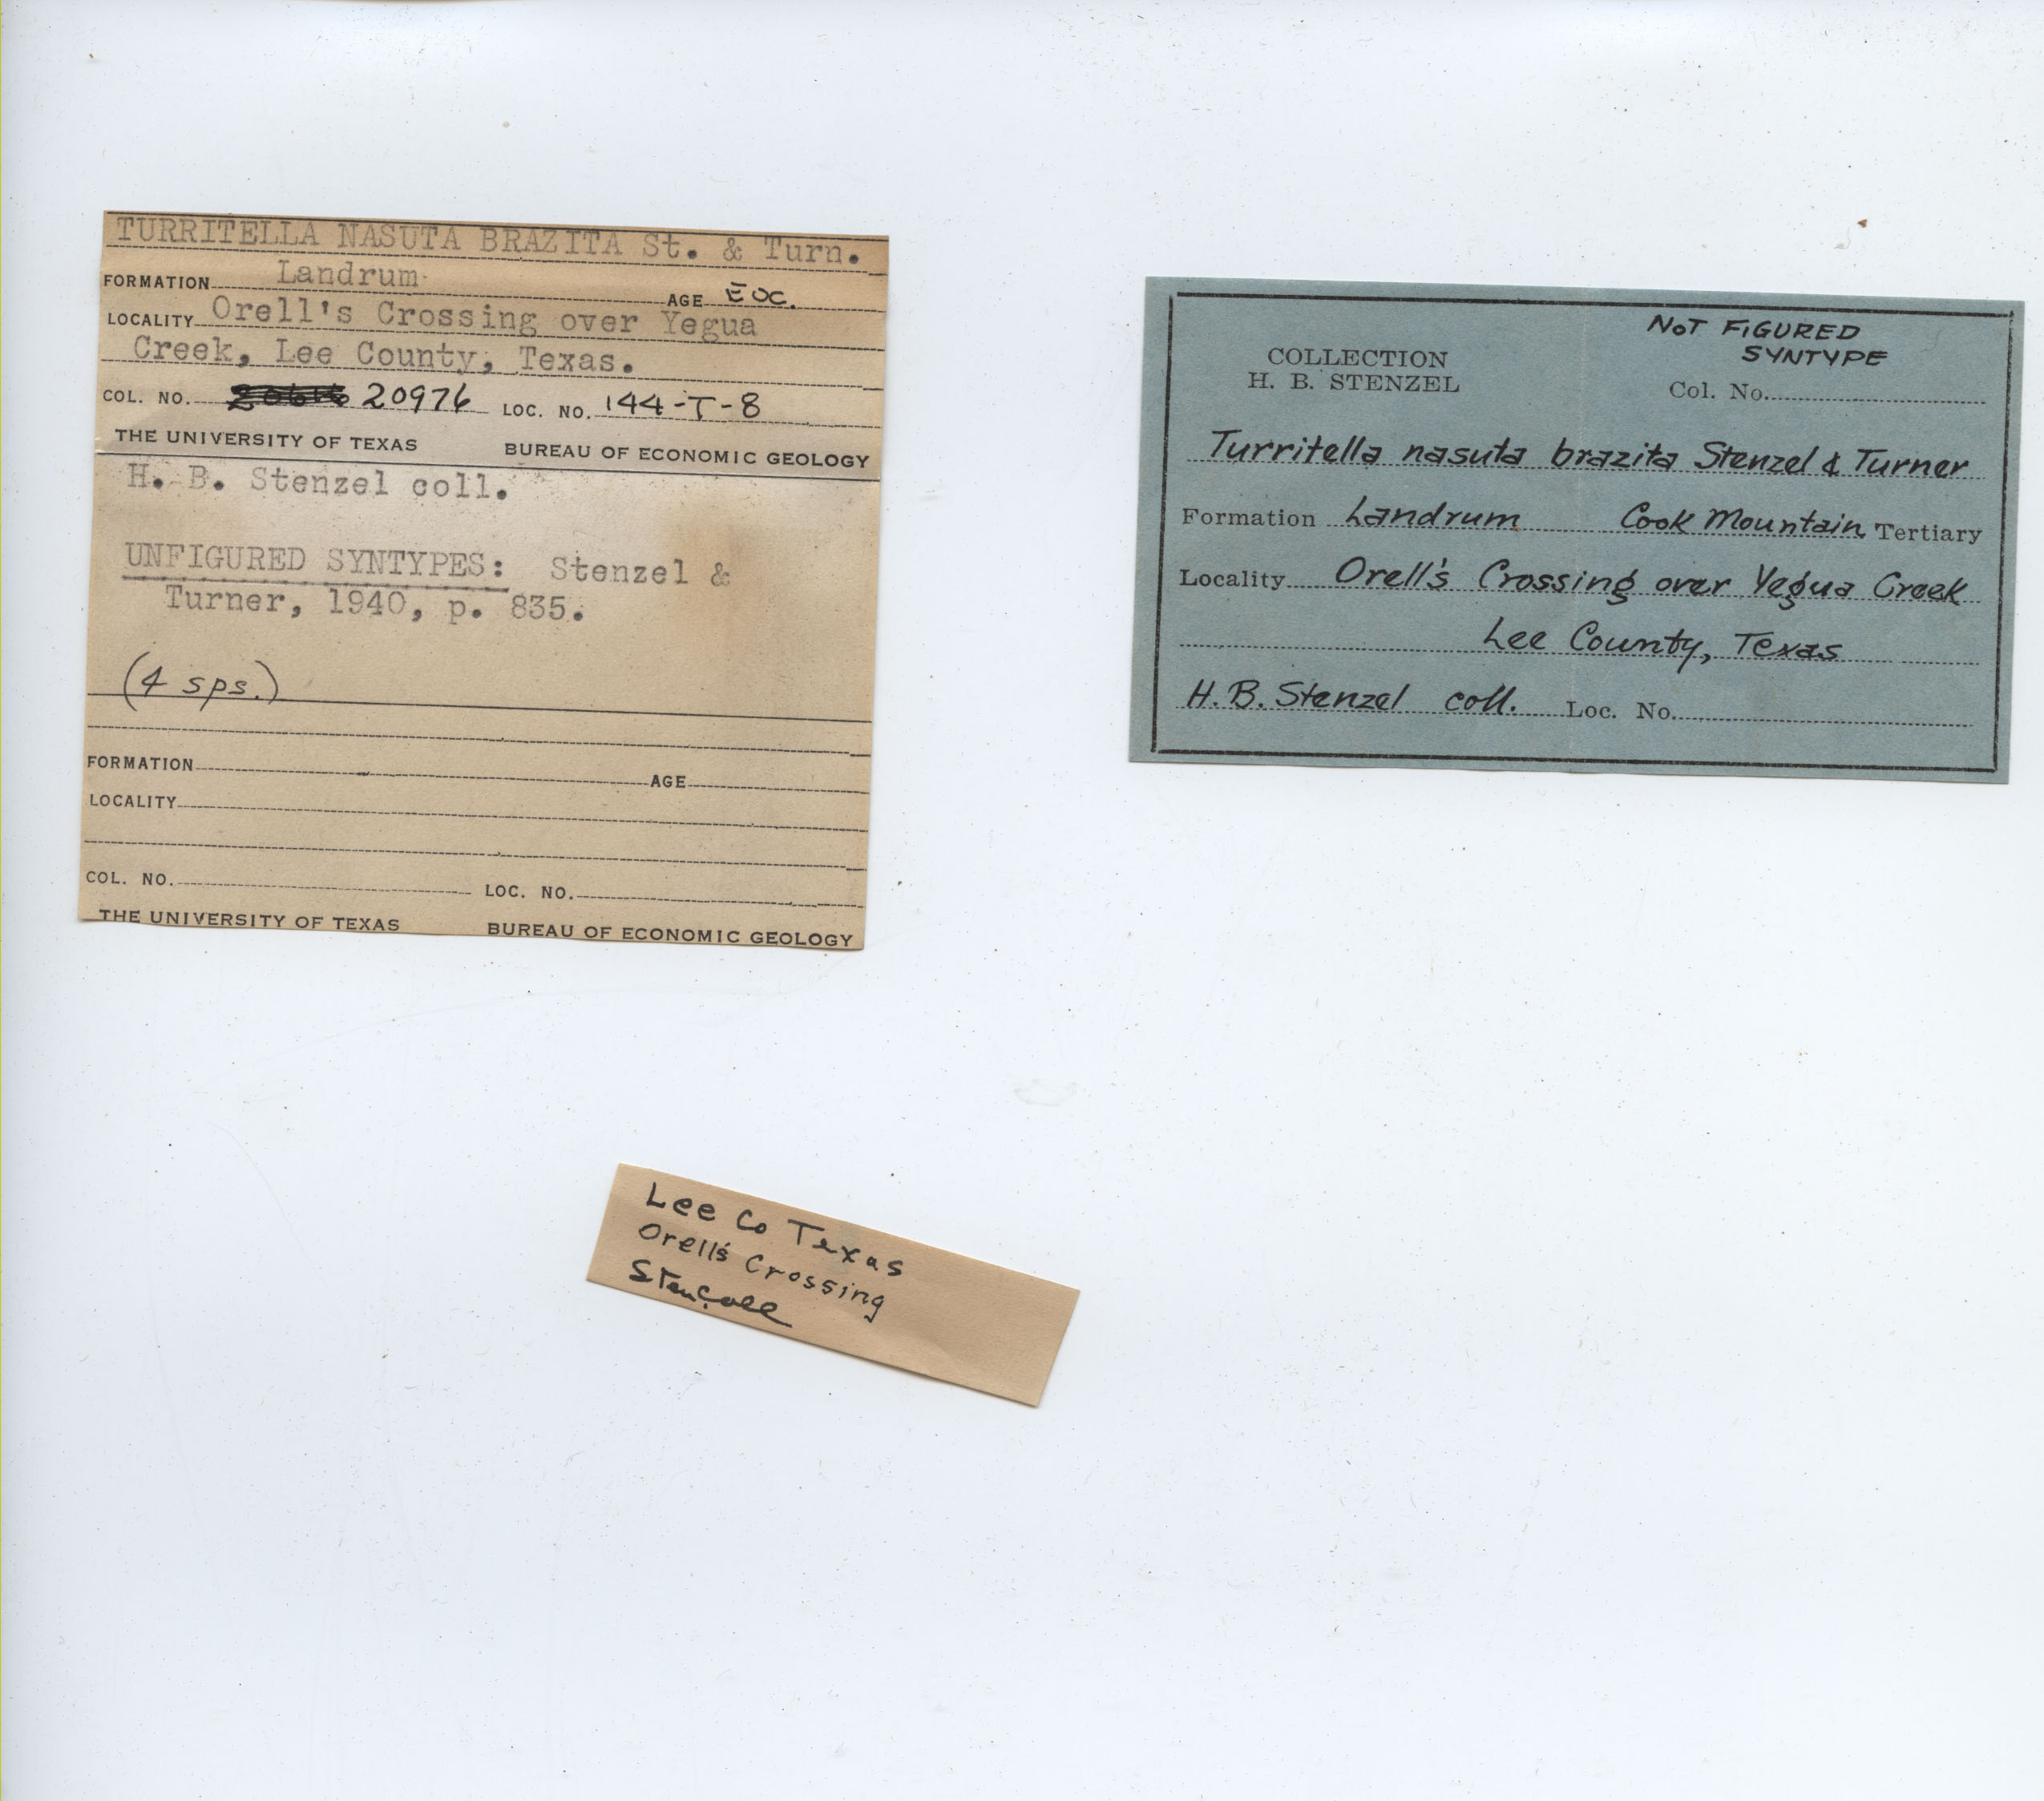 TURRITELLA NASUTA BRAZITA St. & Turn.
FORMATION Landrum AGE EOC.
LOCALITY Orell's Crossing over Yegua
Creek, Lee County, Texas.
COL. NO. 20976 LOC. NO. 144-T-8
THE UNIVERSITY OF TEXAS BUREAU OF ECONOMIC GEOLOGY
H. B. Stenzel coll.
UNFIGURED SYNTYPES: Stenzel &
Turner, 1940, p. 835.
(4 sps.)
FORMATION AGE
LOCALITY
COL. NO. LOC. NO.
THE UNIVERSITY OF TEXAS BUREAU OF ECONOMIC GEOLOGY
NOT FIGURED
SYNTYPE
COLLECTION
H. B. STENZEL
Col. No.
Turritella nasuta brazita Stenzel & Turner
Formation Landrum Cook Mountain Tertiary
Locality Orell's Crossing over Yegua Creek
Lee County, Texas
H.B. Stenzel coll. Loc. No.
Lee Co Texas
Orell's Crossing
Sten. coll